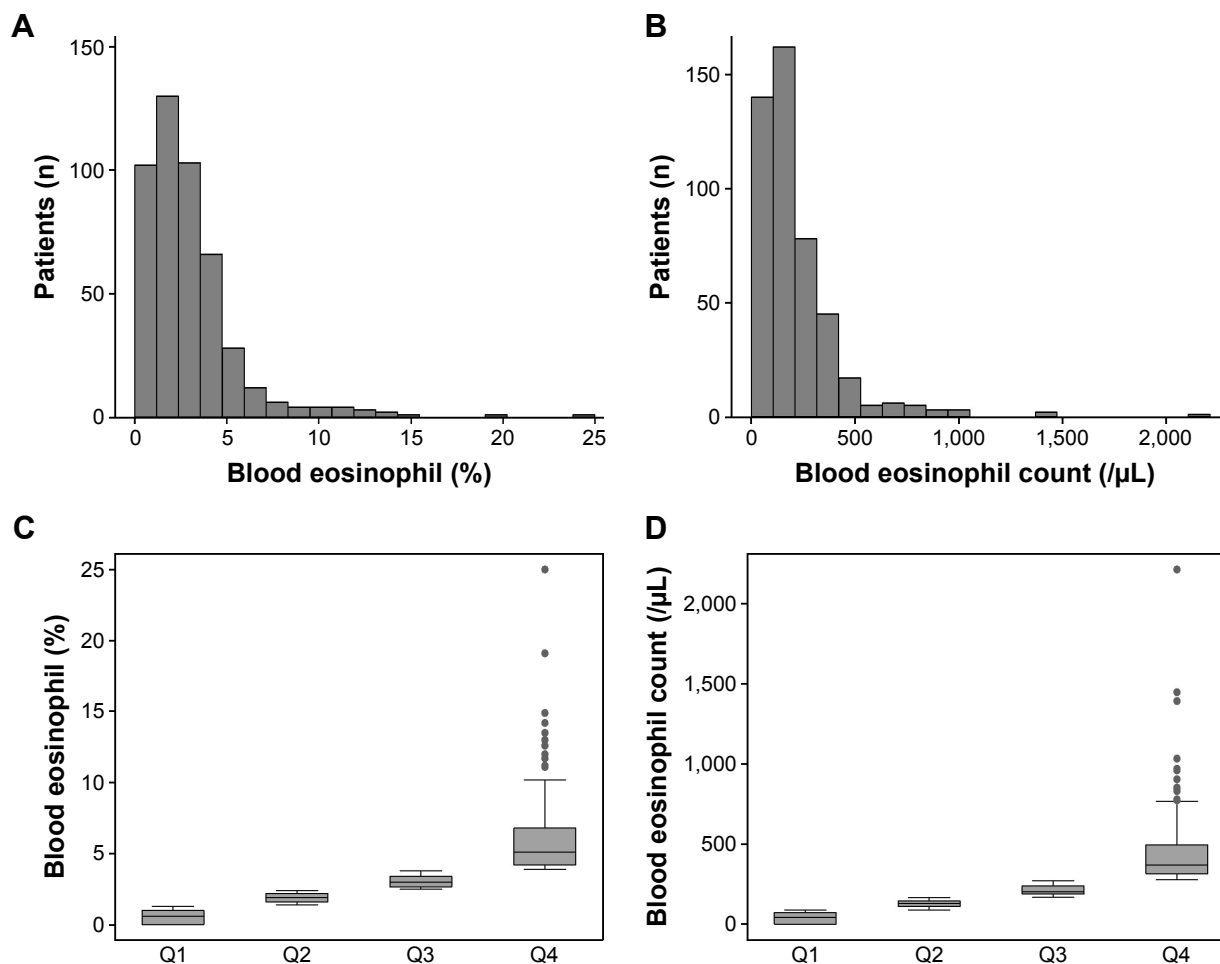 A
150
100
50
0
Patients (n)
0 5 10 15 20 25
Blood eosinophil (%)
B
150
100
50
0
Patients (n)
0 500 1,000 1,500 2,000
Blood eosinophil count (/µL)
C
25
20
15
10
5
0
Blood eosinophil (%)
Q1 Q2 Q3 Q4
D
2,000
1,500
1,000
500
0
Blood eosinophil count (/µL)
Q1 Q2 Q3 Q4